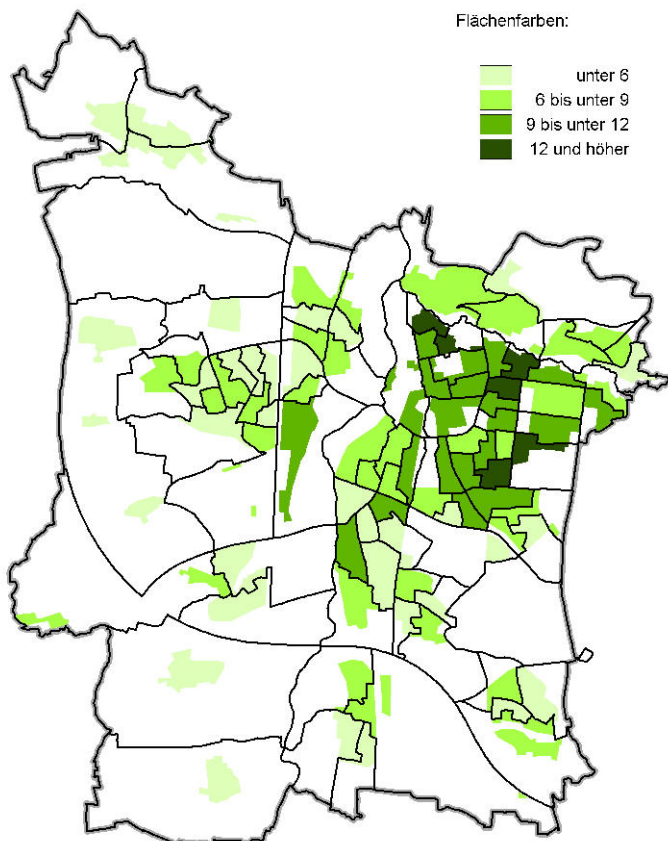 Flächenfarben:
unter 6
6 bis unter 9
9 bis unter 12
12 und höher